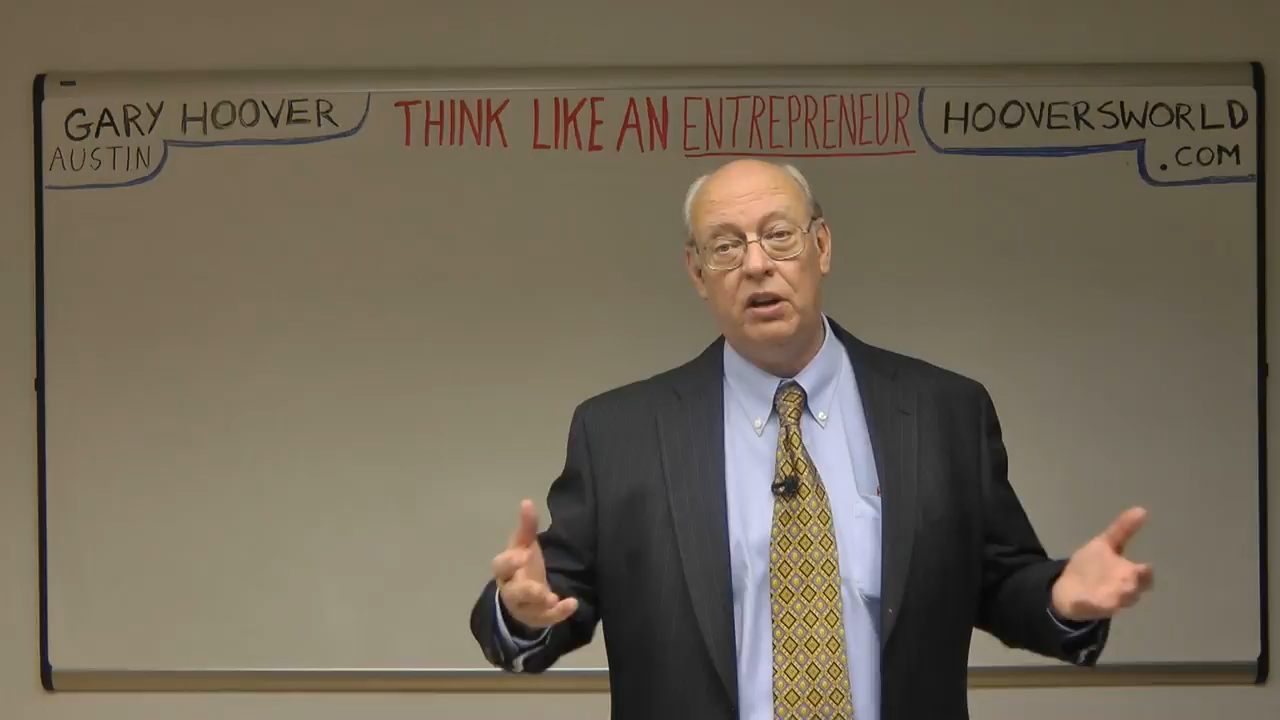 GARY HOOVER
AUSTIN
THINK LIKE AN ENTREPRENEUR
HOOVERSWORLD
.COM